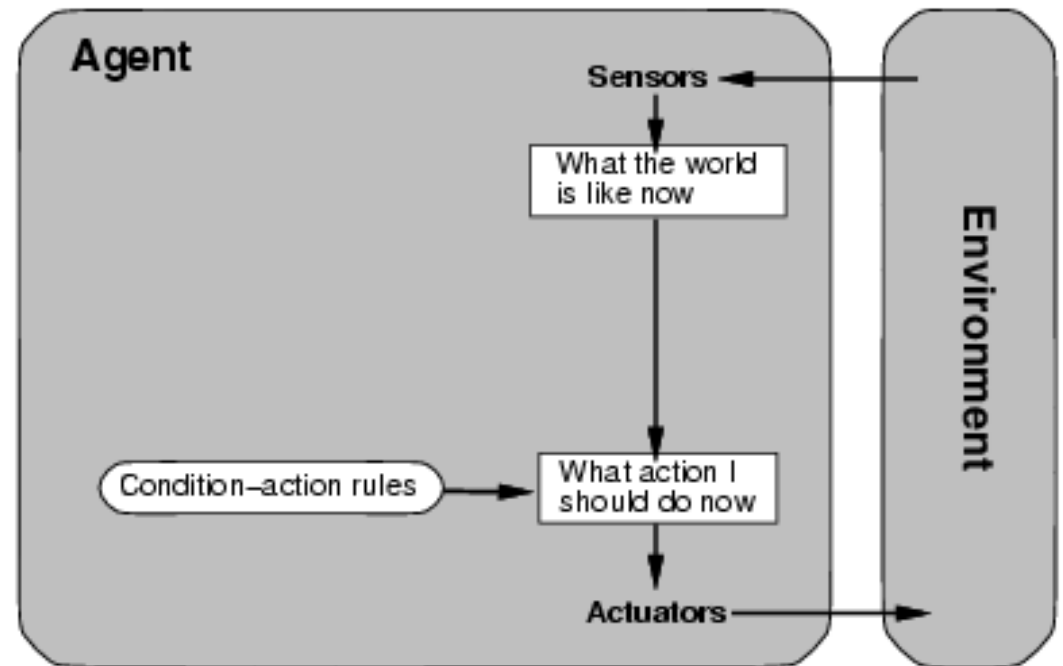 Agent
Sensors
What the world
is like now
Environment
Condition–action rules
What action I
should do now
Actuators